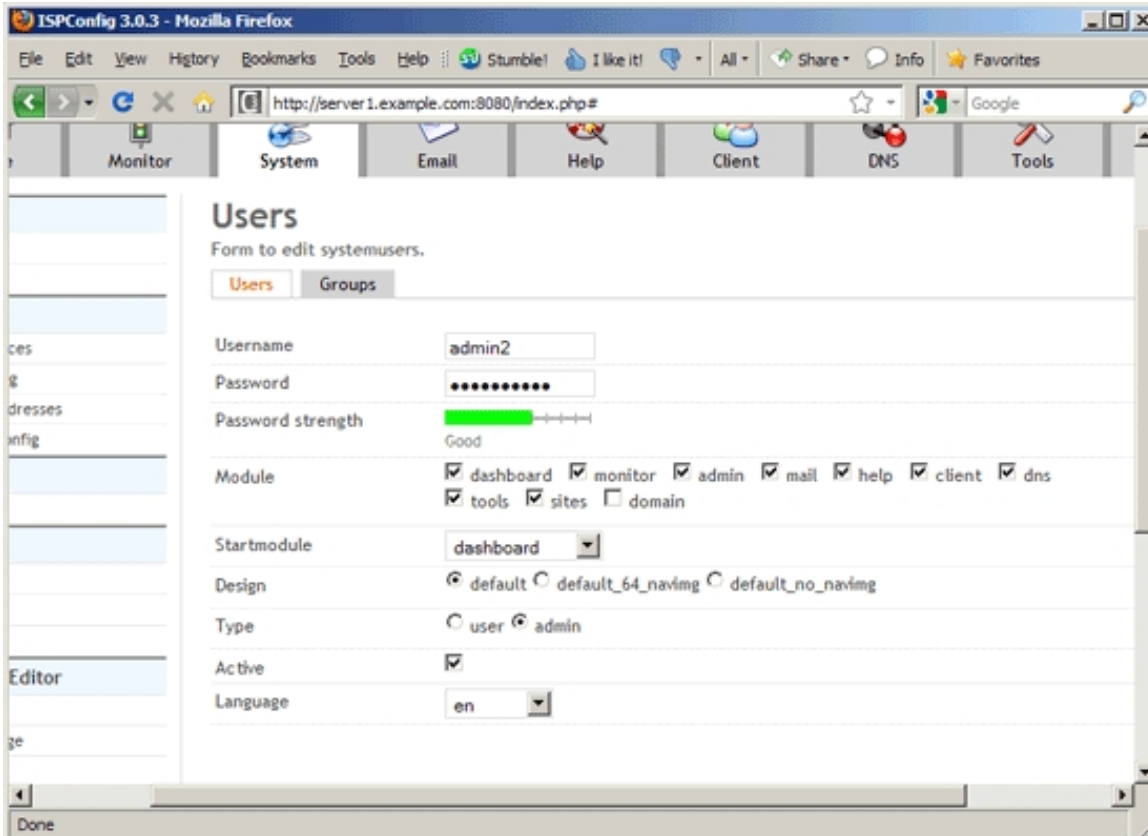 ISPConfig 3.0.3 - Mozilla Firefox
File Edit View History Bookmarks Tools Help Stumble! I like it! All Share Info Favorites
http://server1.example.com:8080/index.php# Google
Monitor System Email Help Client DNS Tools
Users
Form to edit systemusers.
Users Groups
Username admin2
Password
Password strength
Good
Module dashboard monitor admin mail help client dns
tools sites domain
Startmodule dashboard
Design default default_64_navimg default_no_navimg
Type user admin
Active
Language en
ces
g
dresses
onfig
Editor
ge
Done